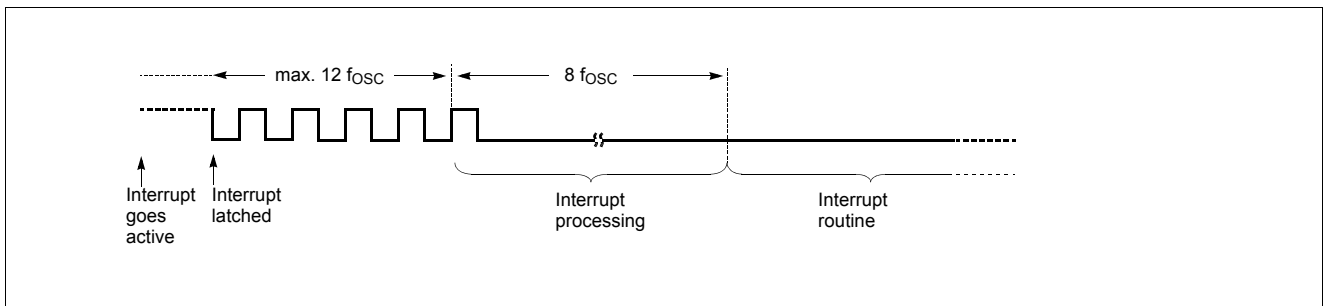 max. 12 fOSC
8 fOSC
Interrupt
goes
active
Interrupt
latched
Interrupt
processing
Interrupt
routine